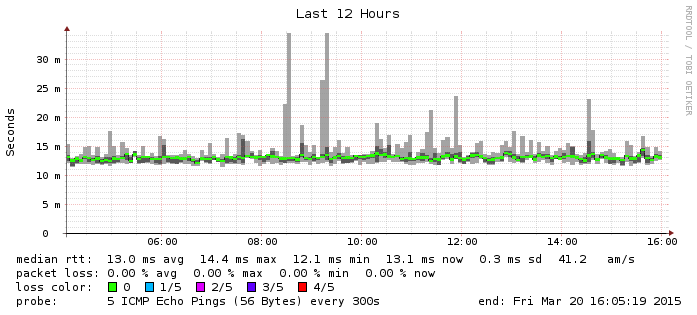 Last 12 Hours
RRDTOOL / TOBI OETIKER
Seconds
30 m
25 m
20 m
15 m
10 m
5 m
0
06:00 08:00 10:00 12:00 14:00 16:00
median rtt: 13.0 ms avg 14.4 ms max 12.1 ms min 13.1 ms now 0.3 ms sd 41.2 am/s
packet loss: 0.00 % avg 0.00 % max 0.00 % min 0.00 % now
loss color: 0 1/5 2/5 3/5 4/5
probe: 5 ICMP Echo Pings (56 Bytes) every 300s end: Fri Mar 20 16:05:19 2015